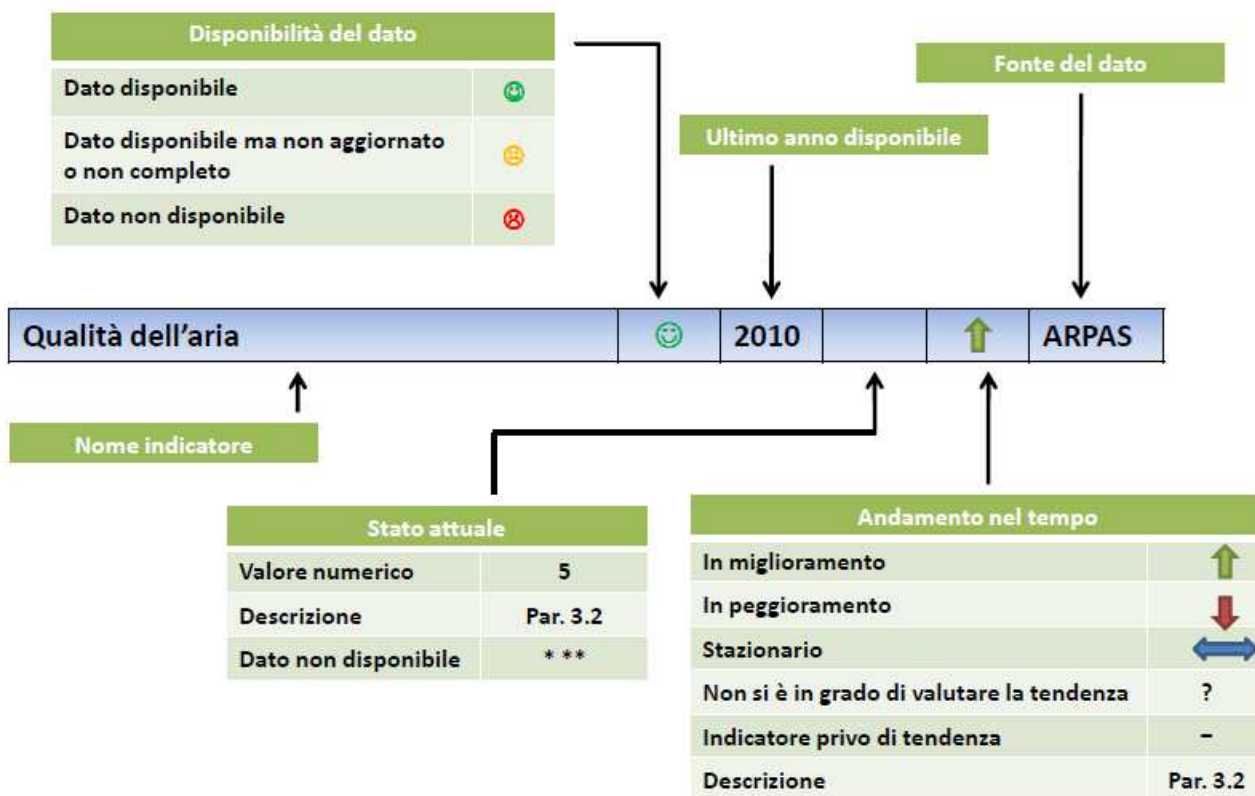 Disponibilità del dato
Dato disponibile
Dato disponibile ma non aggiornato
o non completo
Dato non disponibile
Fonte del dato
Ultimo anno disponibile
Qualità dell'aria 2010 ARPAS
Nome indicatore
Stato attuale
Valore numerico 5
Descrizione Par. 3.2
Dato non disponibile * **
Andamento nel tempo
In miglioramento
In peggioramento
Stazionario
Non si è in grado di valutare la tendenza ?
Indicatore privo di tendenza –
Descrizione Par. 3.2